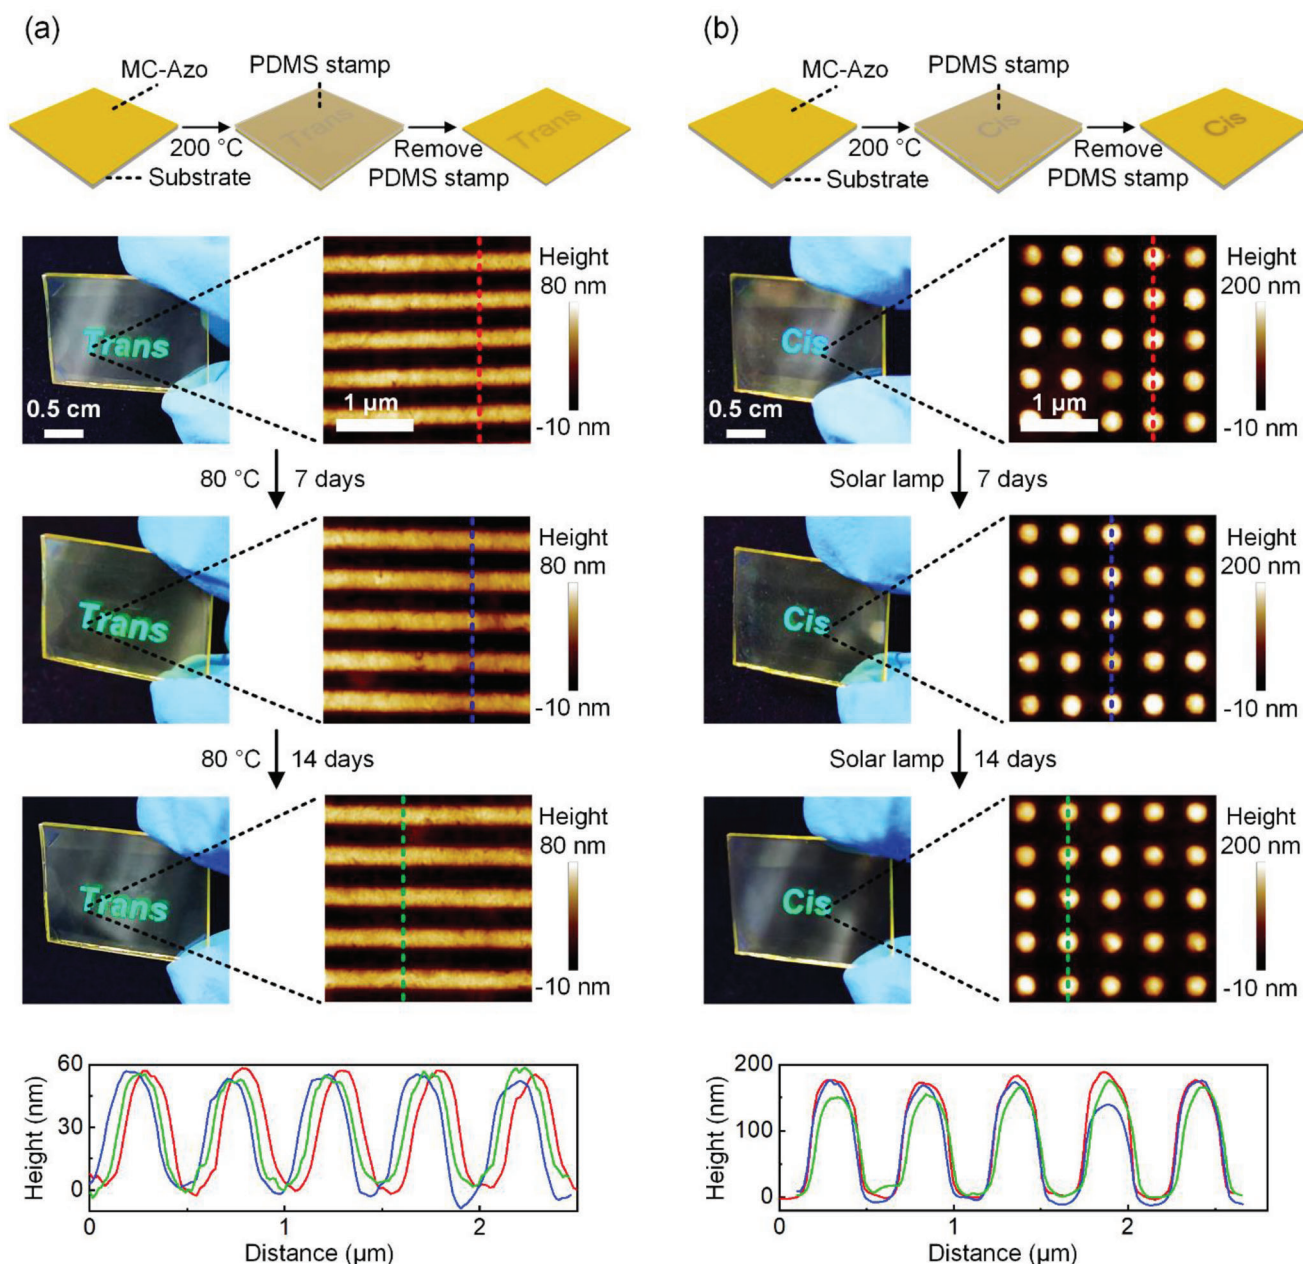 (a)
MC-Azo
PDMS stamp
Trans
Trans
200 °C
Remove
PDMS stamp
Substrate
Trans
0.5 cm
1 µm
Height
80 nm
-10 nm
80 °C 7 days
Trans
Height
80 nm
-10 nm
80 °C 14 days
Trans
Height
80 nm
-10 nm
60
30
0
Height (nm)
0 1 2
Distance (µm)
(b)
MC-Azo
PDMS stamp
Cis
Cis
200 °C
Remove
PDMS stamp
Substrate
Cis
0.5 cm
1 µm
Height
200 nm
-10 nm
Solar lamp 7 days
Cis
Height
200 nm
-10 nm
Solar lamp 14 days
Cis
Height
200 nm
-10 nm
200
100
0
Height (nm)
0 1 2
Distance (µm)